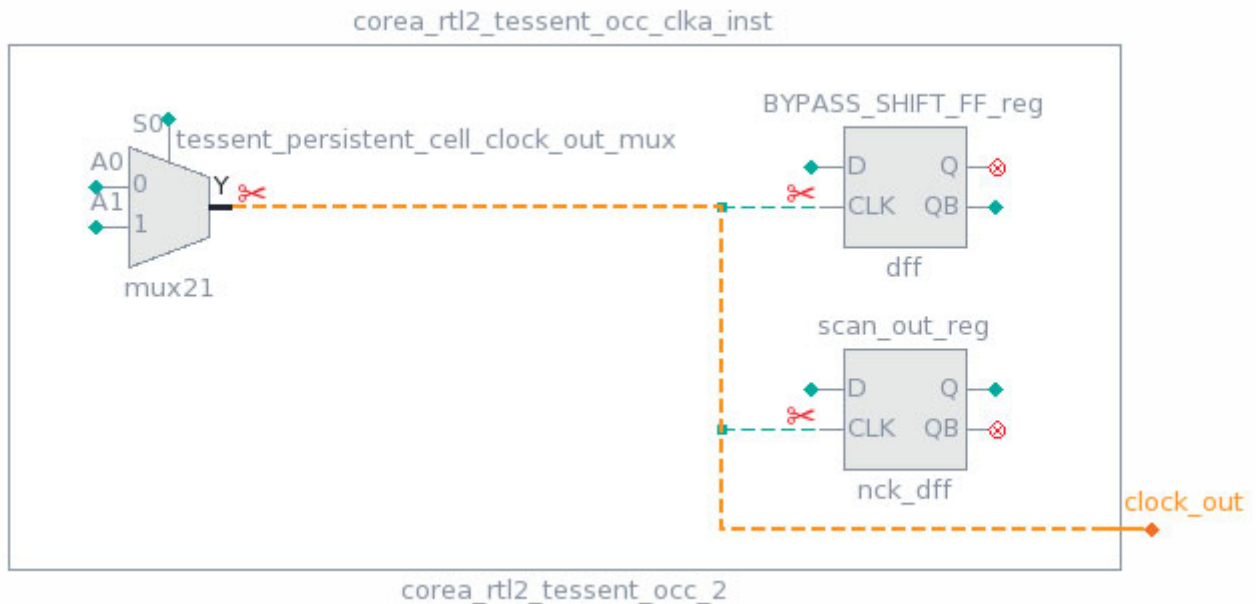 corea_rtl2_tessent_occ_clka_inst
BYPASS_SHIFT_FF_reg
S0
tessent_persistent_cell_clock_out_mux
A0
0
Y
D
Q
A1
1
CLK
QB
dff
mux21
scan_out_reg
D
Q
CLK
QB
nck_dff
clock_out
corea_rtl2_tessent_occ_2